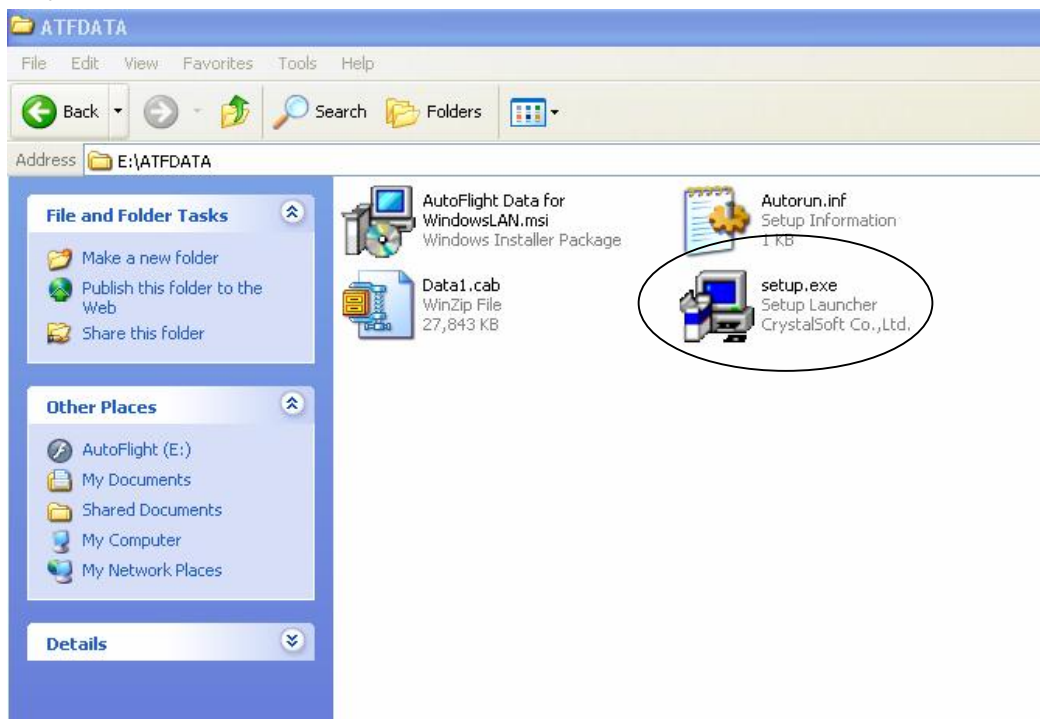 ATFDATA
File Edit View Favorites Tools Help
Back Search Folders
Address E:\ATFDATA
File and Folder Tasks
Make a new folder
Publish this folder to the
Web
Share this folder
Other Places
AutoFlight (E:)
My Documents
Shared Documents
My Computer
My Network Places
Details
AutoFlight Data for
WindowsLAN.msi
Windows Installer Package
Autorun.inf
Setup Information
1 KB
Data1.cab
WinZip File
27,843 KB
setup.exe
Setup Launcher
CrystalSoft Co.,Ltd.